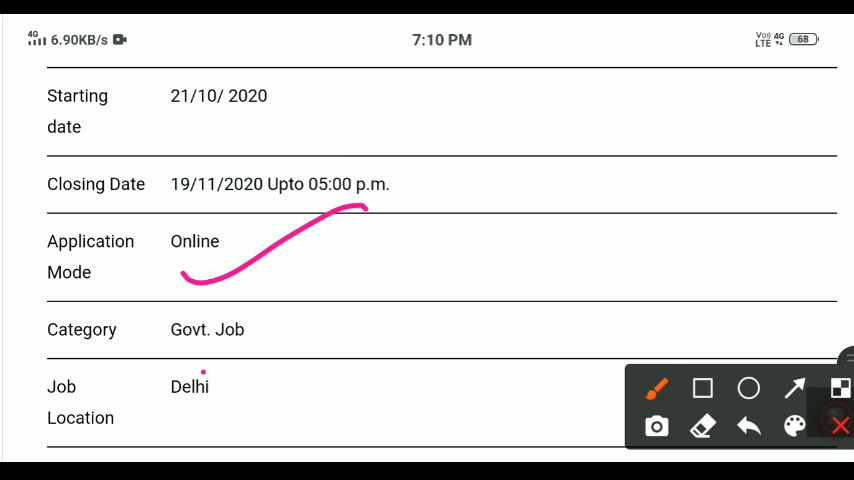 4G 6.90KB/s 7:10 PM Vo)) LTE 4G 68
Starting date 21/10/ 2020
Closing Date 19/11/2020 Upto 05:00 p.m.
Application Mode Online
Category Govt. Job
Job Location Delhi